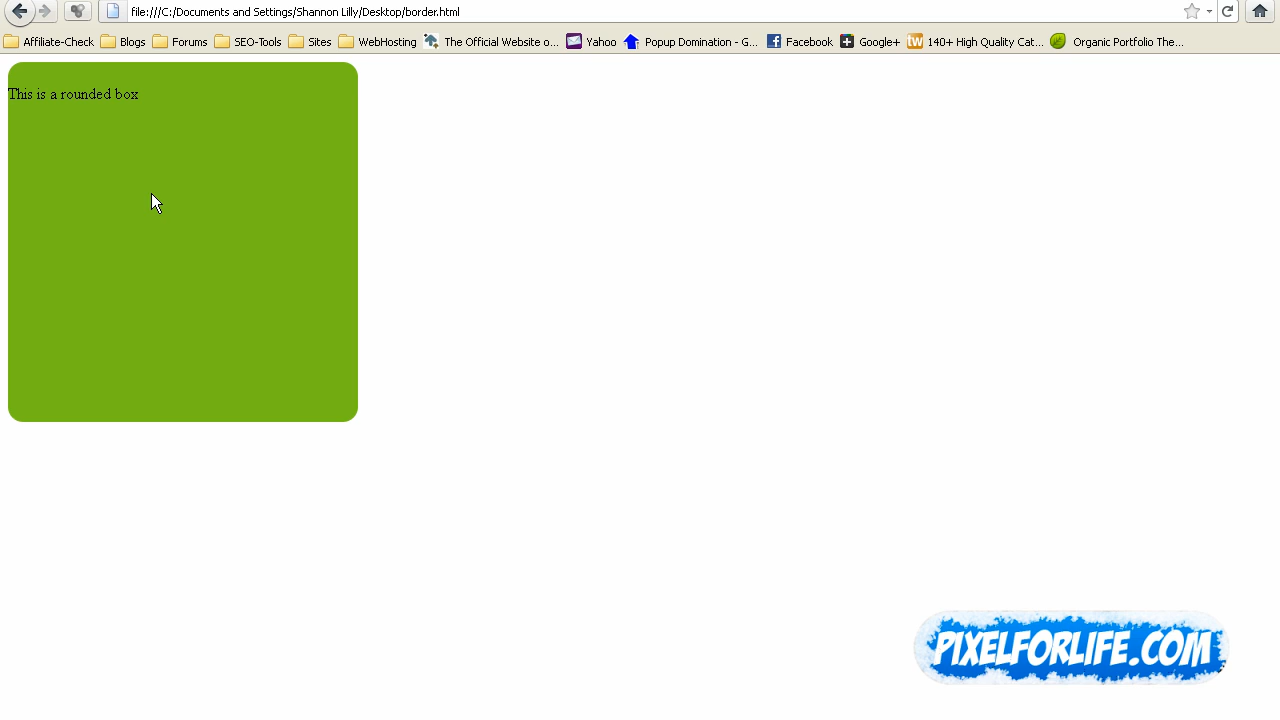 file:///C:/Documents and Settings/Shannon Lilly/Desktop/border.html
Affiliate-Check Blogs Forums SEO-Tools Sites WebHosting The Official Website o... Yahoo Popup Domination - G... Facebook Google+ tw 140+ High Quality Cat... Organic Portfolio The...
This is a rounded box
PIXELFORLIFE.COM